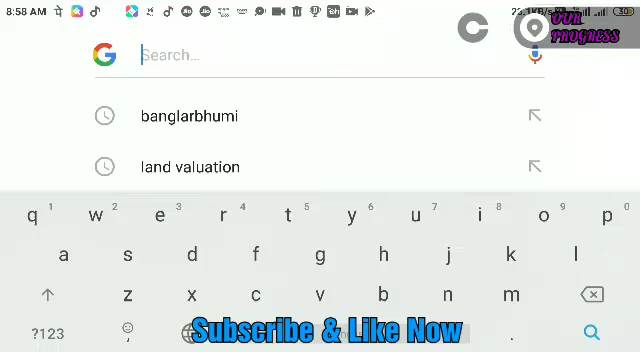 8:58 AM
OUR
PROGRESS
Search...
banglarbhumi
land valuation
q 1 w 2 e 3 r 4 t 5 y 6 u 7 i 8 o 9 p 0
a s d f g h j k l
z x c v b n m
?123 , .
Subscribe & Like Now